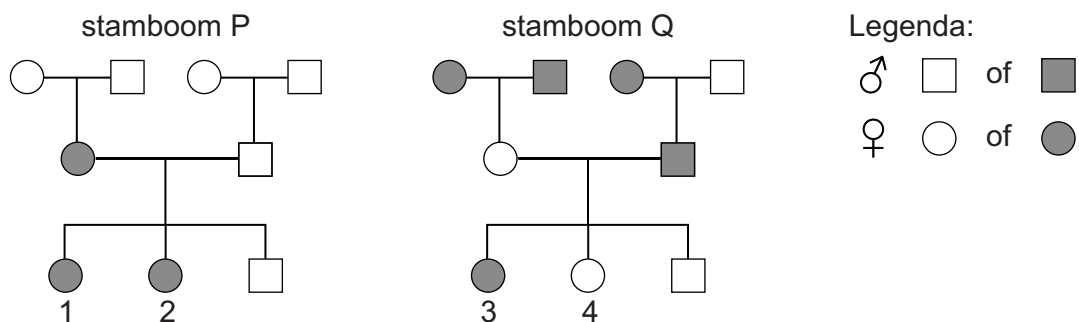 stamboom P
stamboom Q
Legenda:
♂ of
♀ of
1 2 3 4